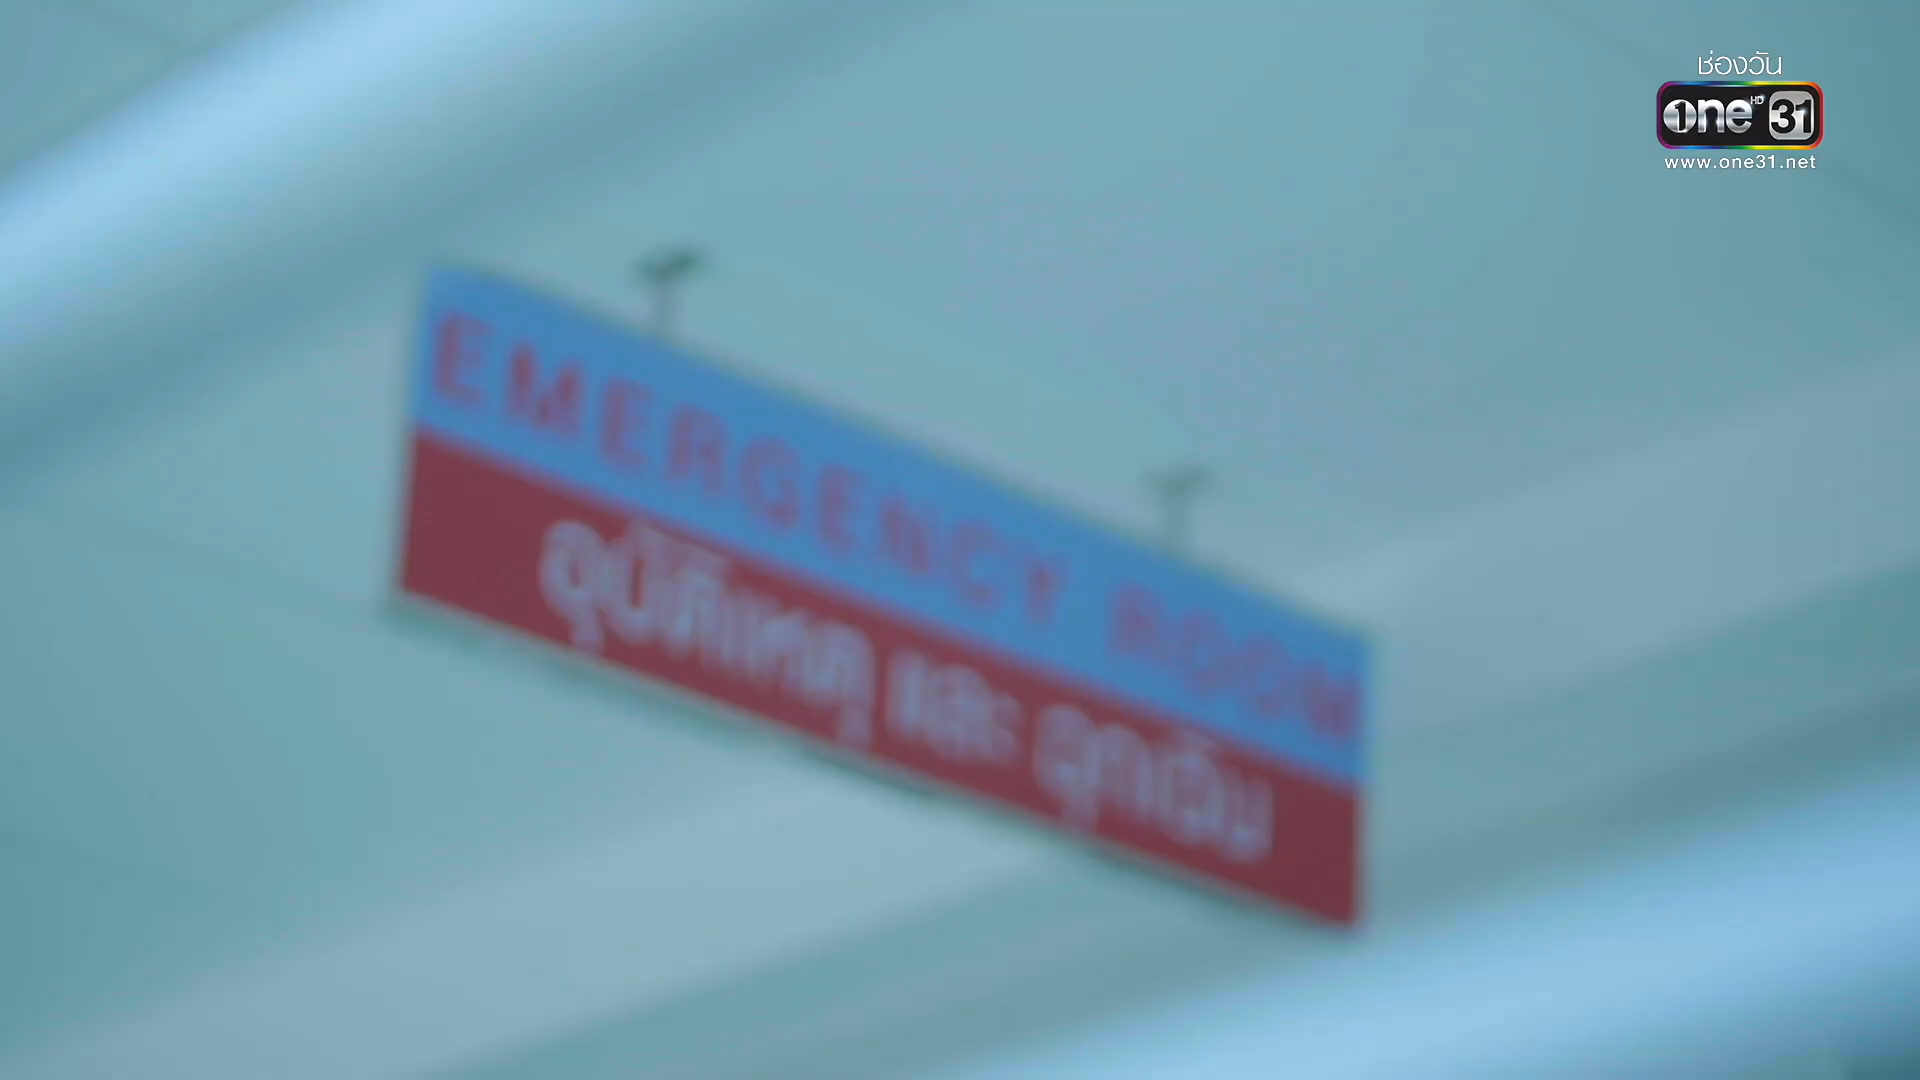 ช่องวัน
one HD 31
www.one31.net
EMERGENCY ROOM
อุบัติเหตุ และ ฉุกเฉิน